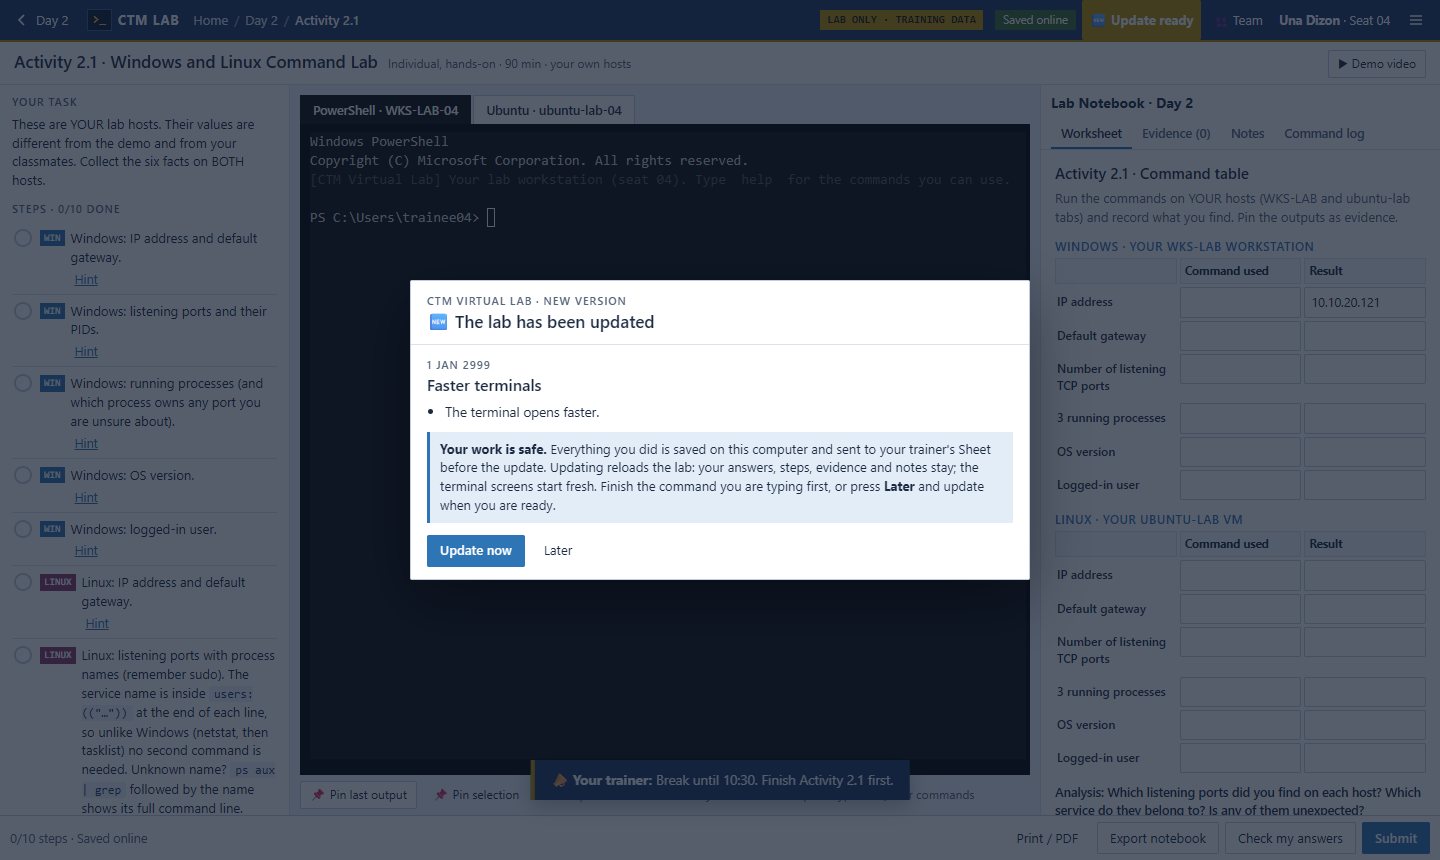 Day 2
>_ CTM LAB
Home / Day 2 / Activity 2.1
LAB ONLY · TRAINING DATA
Saved online
NEW Update ready
Team
Una Dizon · Seat 04
Activity 2.1 · Windows and Linux Command Lab
Individual, hands-on · 90 min · your own hosts
▶ Demo video
YOUR TASK
These are YOUR lab hosts. Their values are
different from the demo and from your
classmates. Collect the six facts on BOTH
hosts.
STEPS · 0/10 DONE
WIN Windows: IP address and default
gateway.
Hint
WIN Windows: listening ports and their
PIDs.
Hint
WIN Windows: running processes (and
which process owns any port you
are unsure about).
Hint
WIN Windows: OS version.
Hint
WIN Windows: logged-in user.
Hint
LINUX Linux: IP address and default
gateway.
Hint
LINUX Linux: listening ports with process
names (remember sudo). The
service name is inside users:
(("…")) at the end of each line,
so unlike Windows (netstat, then
tasklist) no second command is
needed. Unknown name? ps aux
| grep followed by the name
shows its full command line.
PowerShell · WKS-LAB-04
Ubuntu · ubuntu-lab-04
Windows PowerShell
Copyright (C) Microsoft Corporation. All rights reserved.
[CTM Virtual Lab] Your lab workstation (seat 04). Type help for the commands you can use.
PS C:\Users\trainee04>
CTM VIRTUAL LAB · NEW VERSION
NEW The lab has been updated
1 JAN 2999
Faster terminals
• The terminal opens faster.
Your work is safe. Everything you did is saved on this computer and sent to your trainer's Sheet
before the update. Updating reloads the lab: your answers, steps, evidence and notes stay; the
terminal screens start fresh. Finish the command you are typing first, or press Later and update
when you are ready.
Update now
Later
Your trainer: Break until 10:30. Finish Activity 2.1 first.
Pin last output
Pin selection
commands
Lab Notebook · Day 2
Worksheet
Evidence (0)
Notes
Command log
Activity 2.1 · Command table
Run the commands on YOUR hosts (WKS-LAB and ubuntu-lab
tabs) and record what you find. Pin the outputs as evidence.
WINDOWS · YOUR WKS-LAB WORKSTATION
Command used
Result
IP address
10.10.20.121
Default gateway
Number of listening
TCP ports
3 running processes
OS version
Logged-in user
LINUX · YOUR UBUNTU-LAB VM
Command used
Result
IP address
Default gateway
Number of listening
TCP ports
3 running processes
OS version
Logged-in user
Analysis: Which listening ports did you find on each host? Which
service do they belong to? Is any of them unexpected?
0/10 steps · Saved online
Print / PDF
Export notebook
Check my answers
Submit